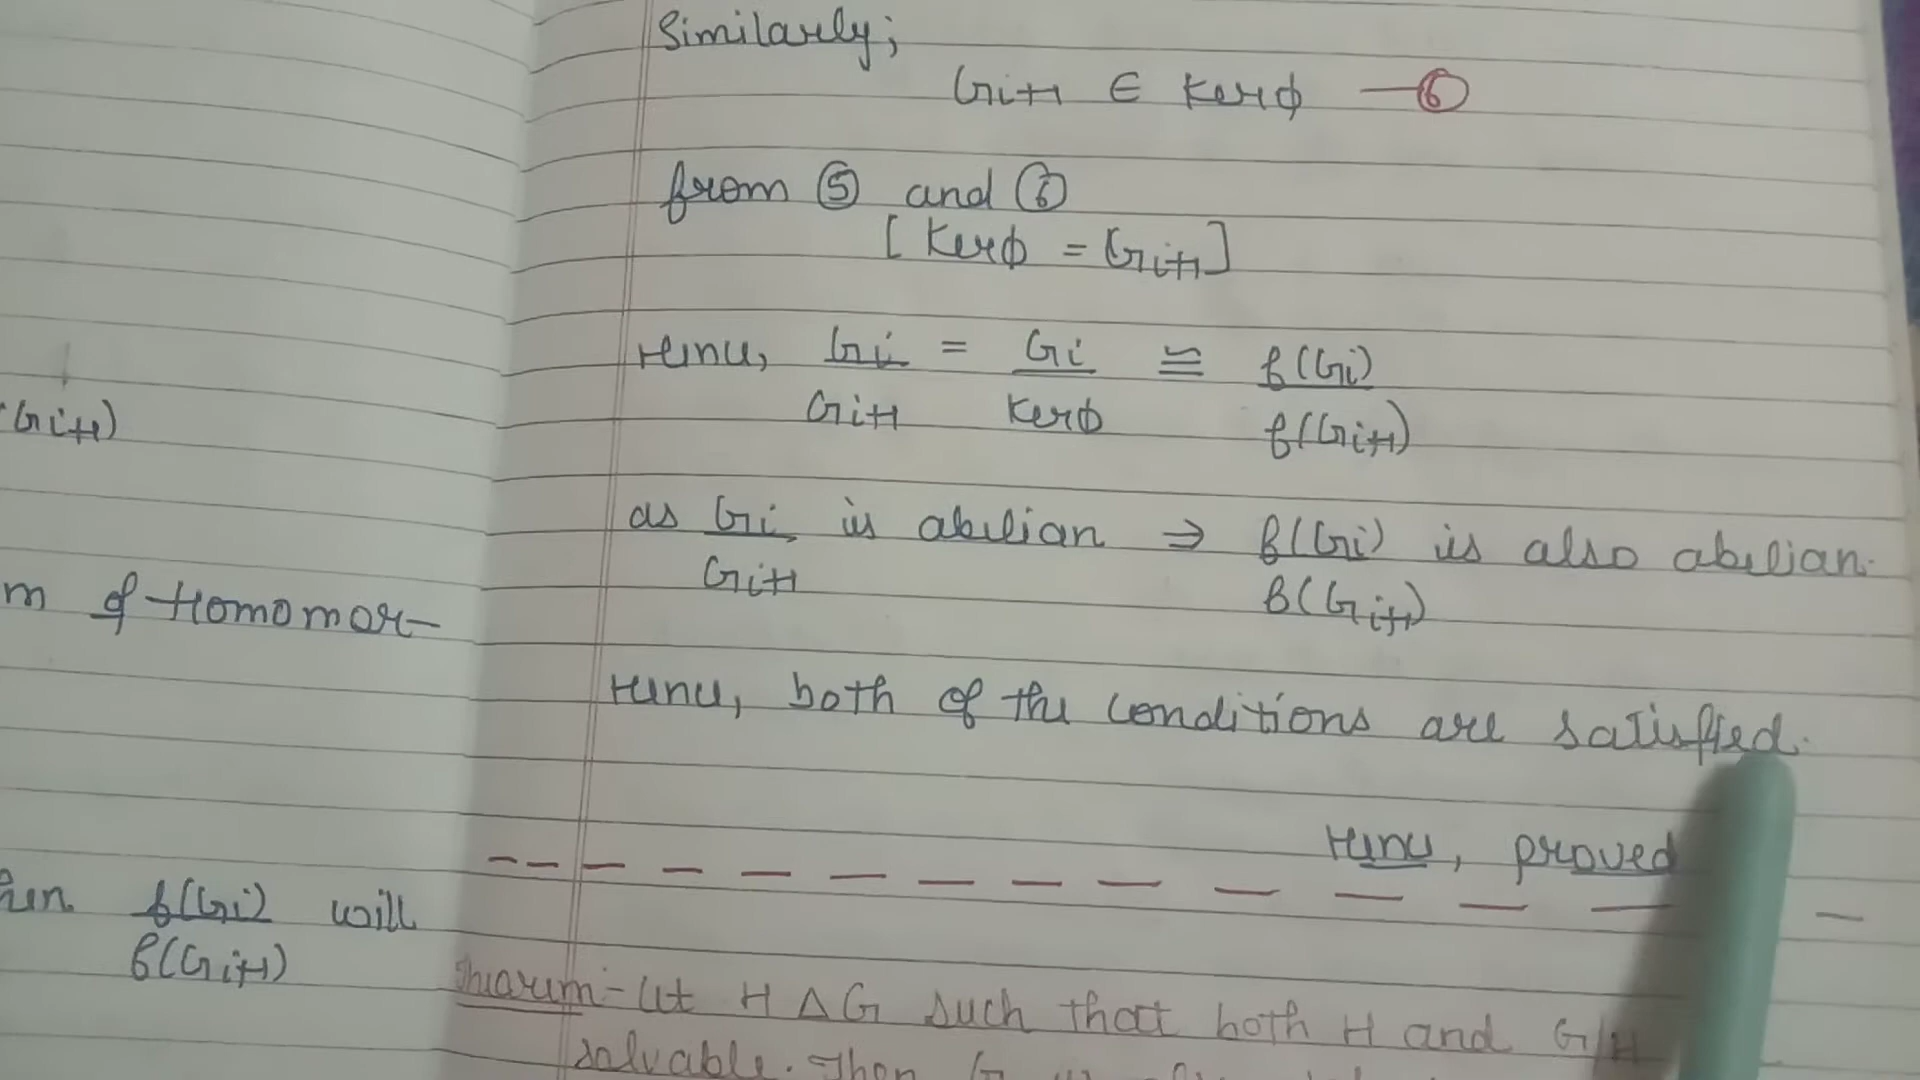 Gi+1)
m of Homomor-
f(Gi) will
f(Gi+1)
Similarly;
Gi+1 ∈ Kerφ —⑥
from ⑤ and ⑥
[Kerφ = Gi+1]
Hence, Gi/Gi+1 = Gi/Kerφ ≅ f(Gi)/f(Gi+1)
as Gi/Gi+1 is abelian ⇒ f(Gi)/f(Gi+1) is also abelian.
Hence, both of the conditions are satisfied.
Hence, proved
Theorem:- let H Δ G such that both H and G/H
solvable. Then G is